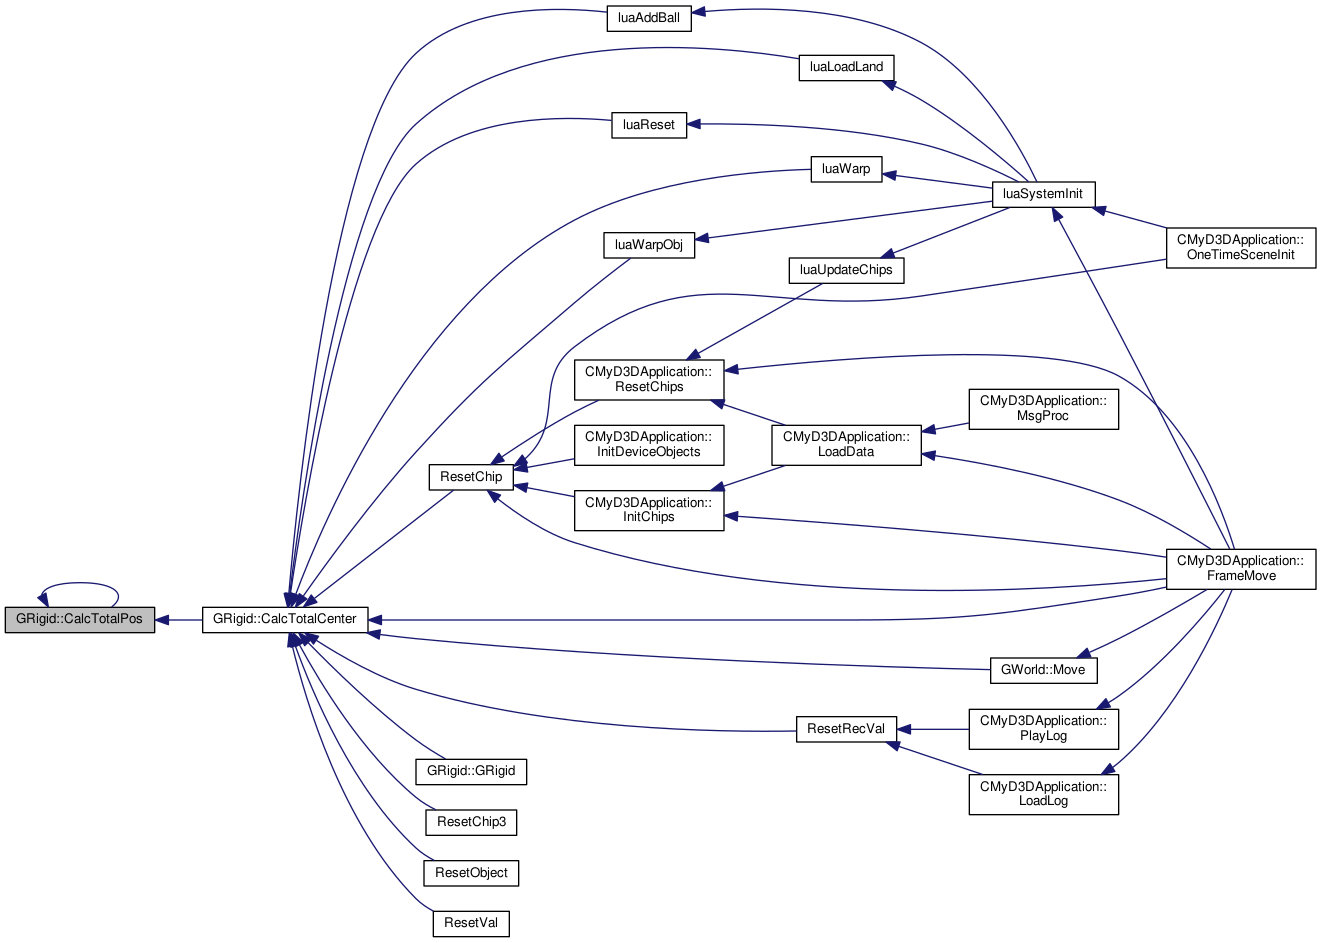 luaAddBall
luaLoadLand
luaReset
luaWarp
luaSystemInit
luaWarpObj
CMyD3DApplication::
OneTimeSceneInit
luaUpdateChips
CMyD3DApplication::
ResetChips
CMyD3DApplication::
MsgProc
CMyD3DApplication::
InitDeviceObjects
CMyD3DApplication::
LoadData
ResetChip
CMyD3DApplication::
InitChips
CMyD3DApplication::
FrameMove
GRigid::CalcTotalPos
GRigid::CalcTotalCenter
GWorld::Move
ResetRecVal
CMyD3DApplication::
PlayLog
GRigid::GRigid
CMyD3DApplication::
LoadLog
ResetChip3
ResetObject
ResetVal